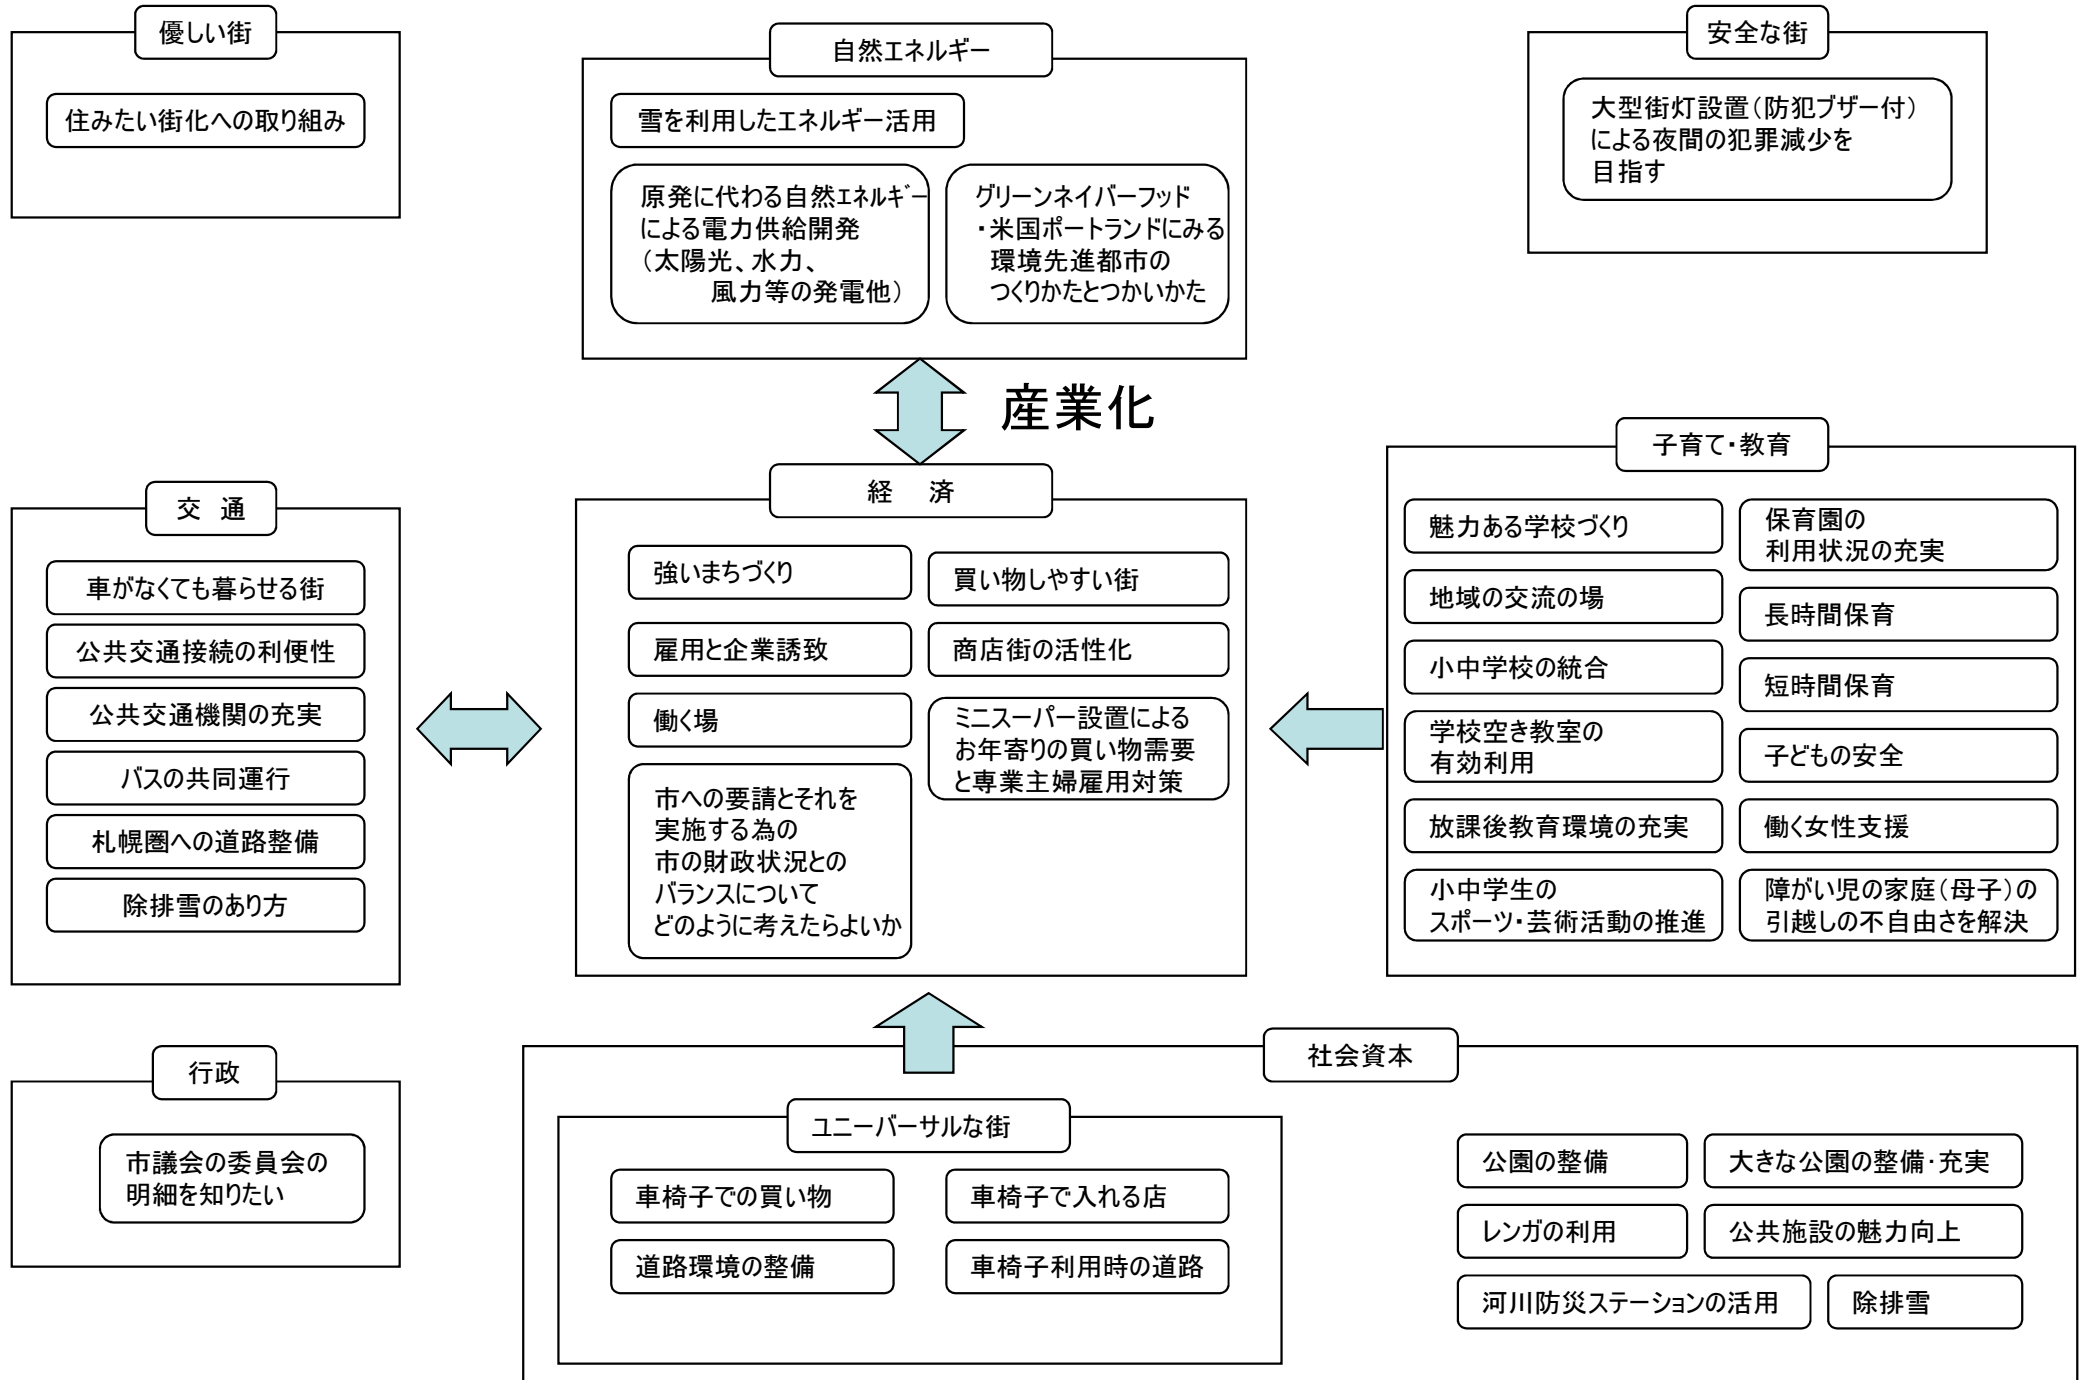 優しい街
住みたい街化への取り組み
自然エネルギー
雪を利用したエネルギー活用
原発に代わる自然ｴﾈﾙｷﾞｰ
による電力供給開発
（太陽光、水力、
風力等の発電他）
グリーンネイバーフッド
・米国ポートランドにみる
環境先進都市の
つくりかたとつかいかた
安全な街
大型街灯設置（防犯ブザー付）
による夜間の犯罪減少を
目指す
産業化
交　通
車がなくても暮らせる街
公共交通接続の利便性
公共交通機関の充実
バスの共同運行
札幌圏への道路整備
除排雪のあり方
経　済
強いまちづくり
雇用と企業誘致
働く場
市への要請とそれを
実施する為の
市の財政状況との
バランスについて
どのように考えたらよいか
買い物しやすい街
商店街の活性化
ミニスーパー設置による
お年寄りの買い物需要
と専業主婦雇用対策
子育て・教育
魅力ある学校づくり
地域の交流の場
小中学校の統合
学校空き教室の
有効利用
放課後教育環境の充実
小中学生の
スポーツ・芸術活動の推進
保育園の
利用状況の充実
長時間保育
短時間保育
子どもの安全
働く女性支援
障がい児の家庭（母子）の
引越しの不自由さを解決
行政
市議会の委員会の
明細を知りたい
社会資本
ユニーバーサルな街
車椅子での買い物
車椅子で入れる店
道路環境の整備
車椅子利用時の道路
公園の整備
大きな公園の整備・充実
レンガの利用
公共施設の魅力向上
河川防災ステーションの活用
除排雪